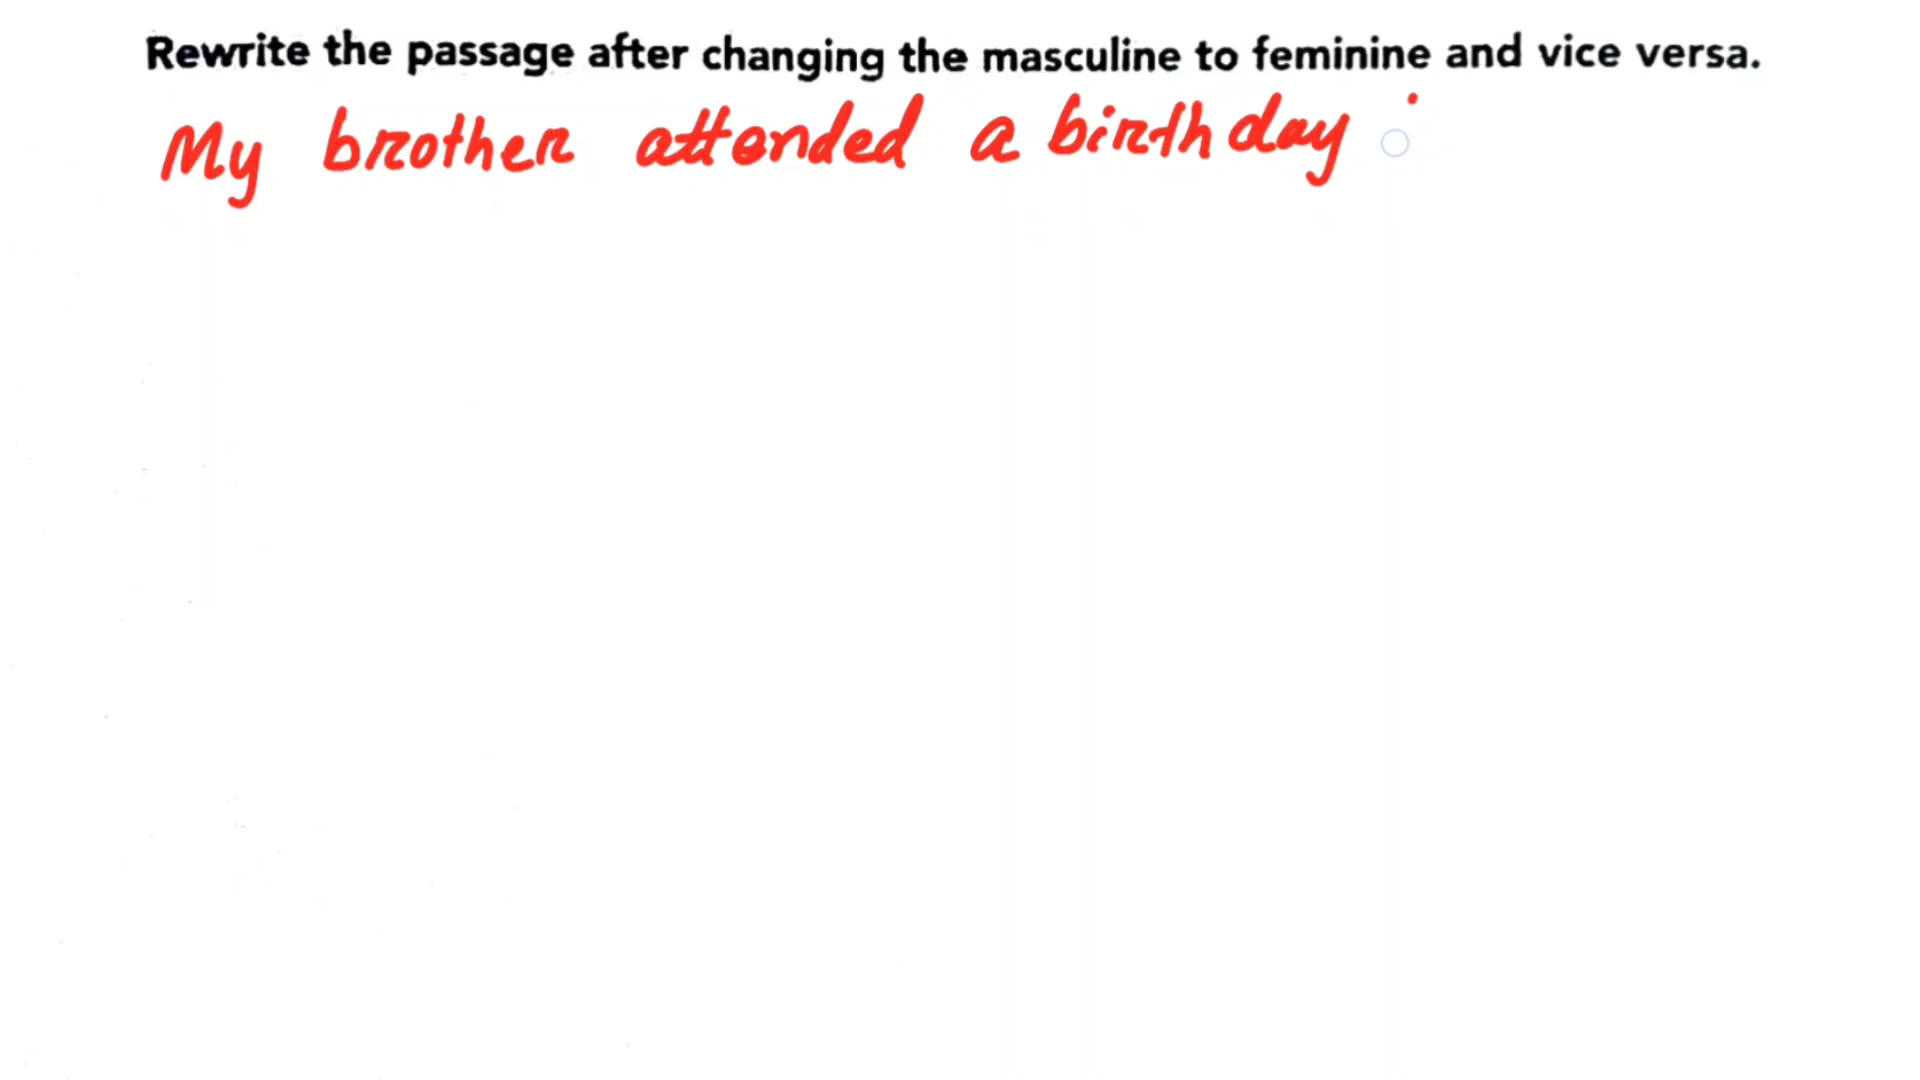 Rewrite the passage after changing the masculine to feminine and vice versa.
My brother attended a birthday